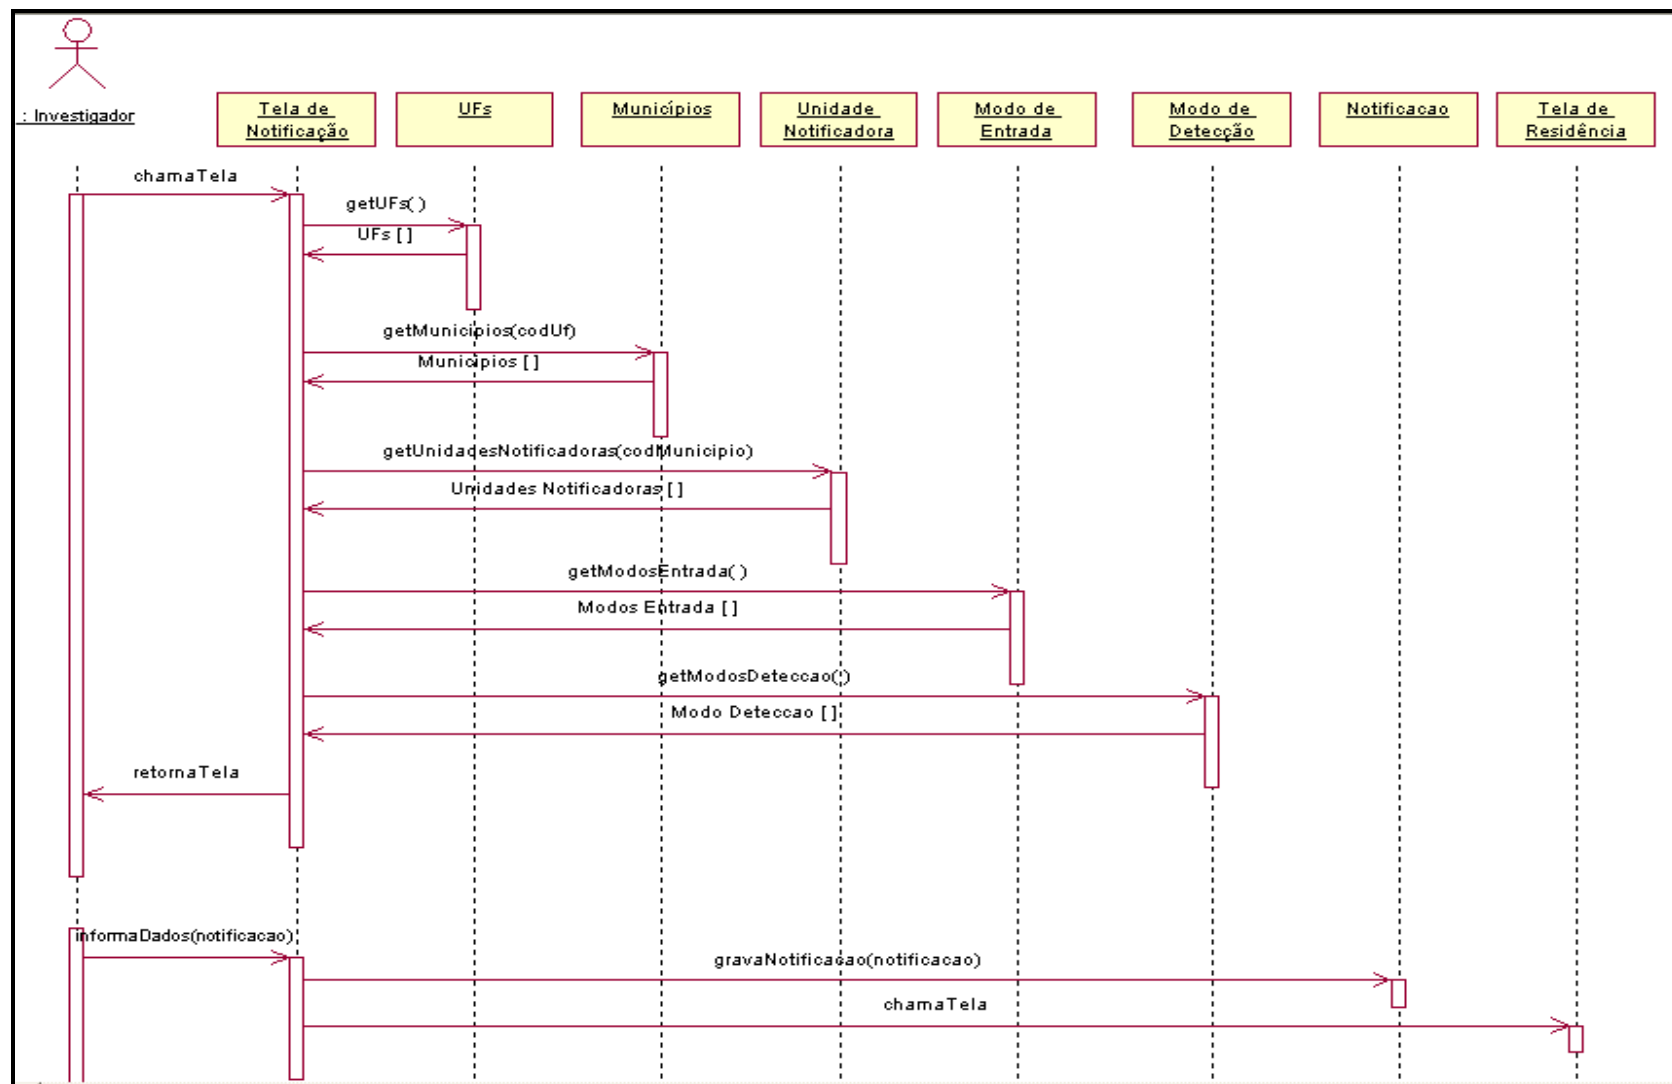 : Investigador
Tela de
Notificação
UFs
Municípios
Unidade
Notificadora
Modo de
Entrada
Modo de
Detecção
Notificacao
Tela de
Residência
chamaTela
getUFs( )
UFs [ ]
getMunicipios(codUf)
Municipios [ ]
getUnidadesNotificadoras(codMunicipio)
Unidades Notificadoras [ ]
getModosEntrada( )
Modos Entrada [ ]
getModosDeteccao( )
Modo Deteccao [ ]
retornaTela
informaDados(notificacao)
gravaNotificacao(notificacao)
chamaTela